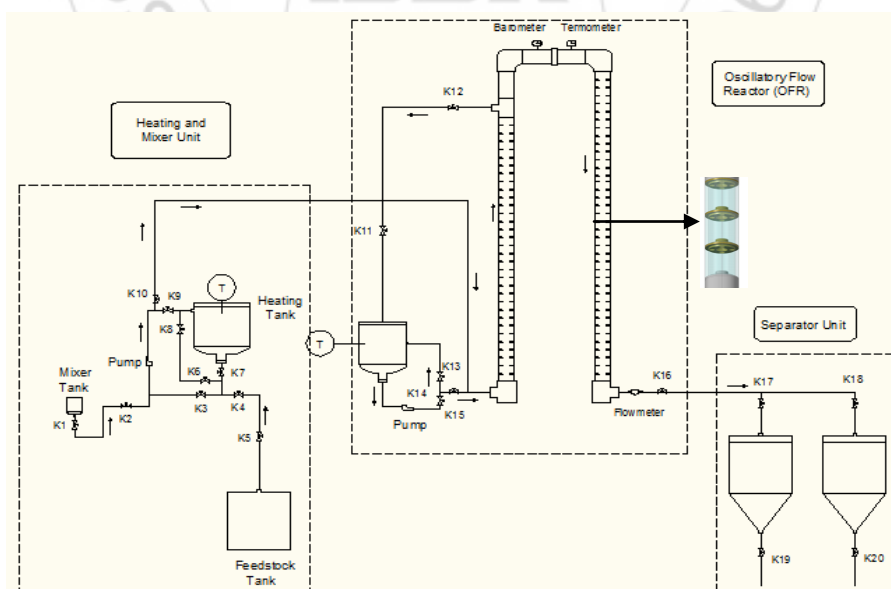 Barometer
Termometer
Oscillatory Flow
Reactor (OFR)
K12
Heating and
Mixer Unit
K11
K10
K9
K8
T
Heating
Tank
T
Separator Unit
Pump
K6
K7
Mixer
Tank
K13
K14
K15
K16
K17
K18
K1
K2
K3
K4
Pump
Flowmeter
K5
K19
K20
Feedstock
Tank